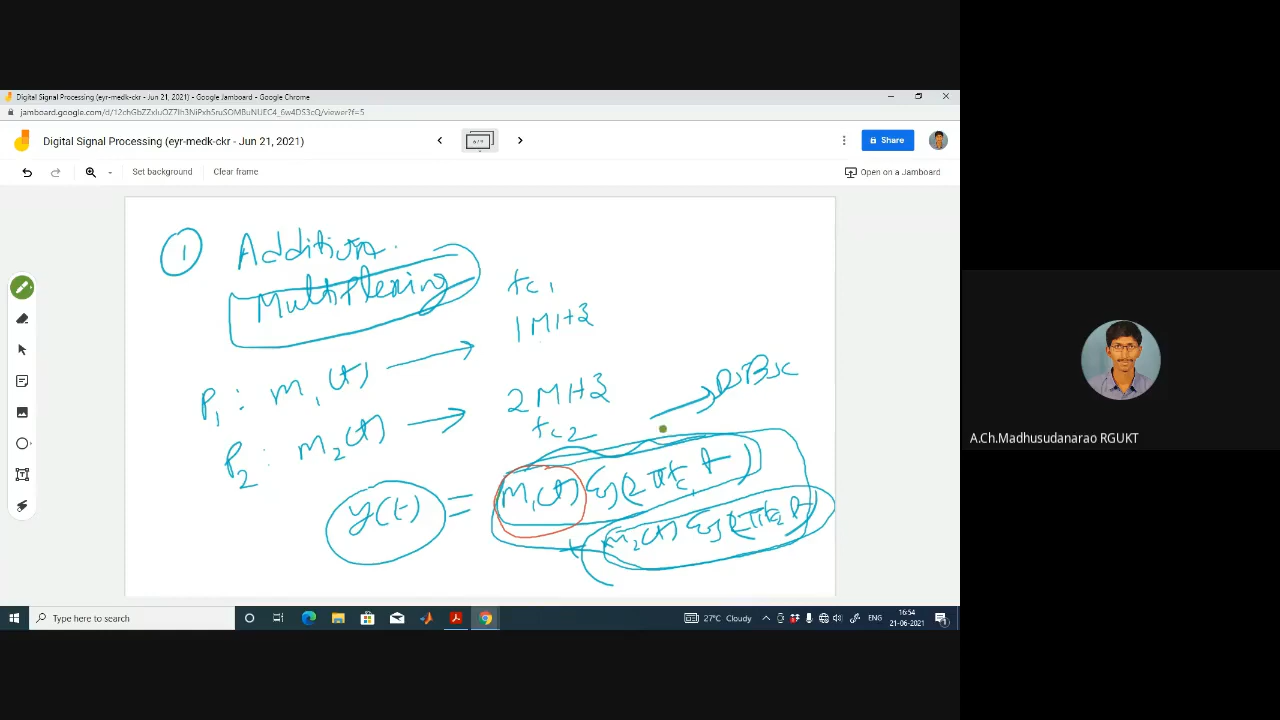 Digital Signal Processing (eyr-medk-ckr - Jun 21, 2021) - Google Jamboard - Google Chrome
Digital Signal Processing (eyr-medk-ckr - Jun 21, 2021)
6 / 9
Share
Set background
Clear frame
Open on a Jamboard
1 Addition.
Multiplexing
fc1
1 MHz
P1 : m1(t)
2 MHz
fc2
P2 : m2(t)
DSBSC
y(t) = m1(t) cos(2πfc1 t)
+ m2(t) cos(2πfc2 t)
A.Ch.Madhusudanarao RGUKT
Type here to search
27°C Cloudy
ENG
16:54
21-06-2021